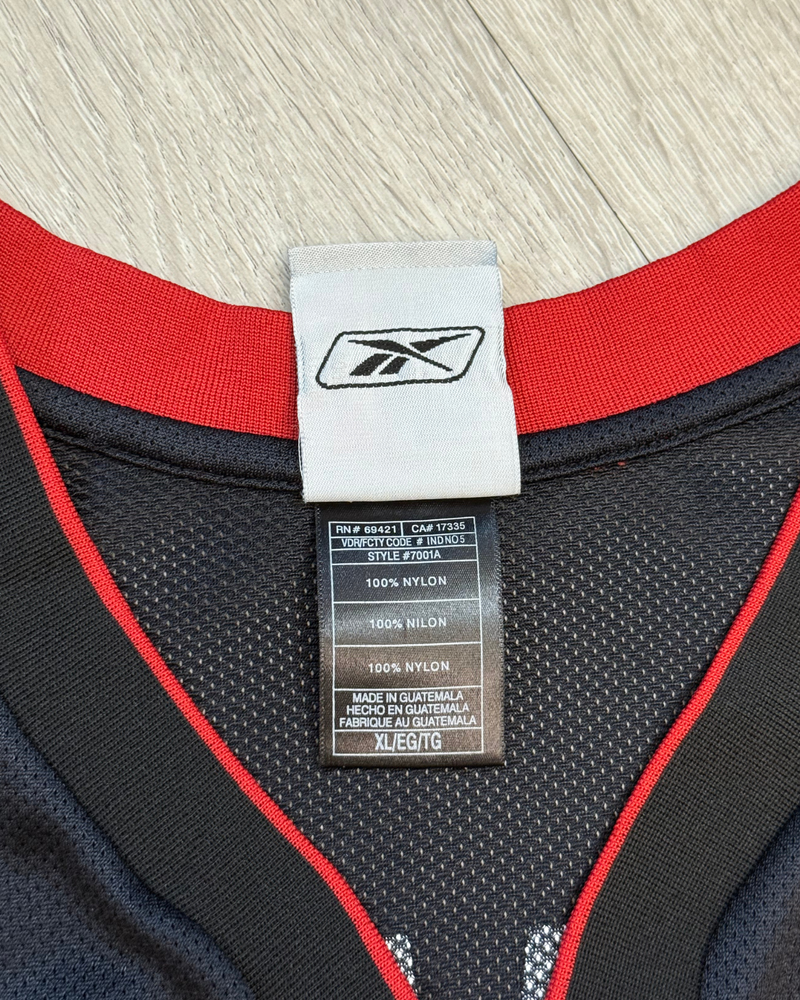 RN# 69421 CA# 17335
VDR/FCTY CODE # INDNO5
STYLE #7001A
100% NYLON
100% NILON
100% NYLON
MADE IN GUATEMALA
HECHO EN GUATEMALA
FABRIQUE AU GUATEMALA
XL/EG/TG